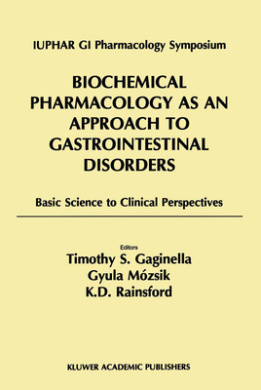 IUPHAR GI Pharmacology Symposium
BIOCHEMICAL
PHARMACOLOGY AS AN
APPROACH TO
GASTROINTESTINAL
DISORDERS
Basic Science to Clinical Perspectives
Editors
Timothy S. Gaginella
Gyula Mózsik
K.D. Rainsford
KLUWER ACADEMIC PUBLISHERS